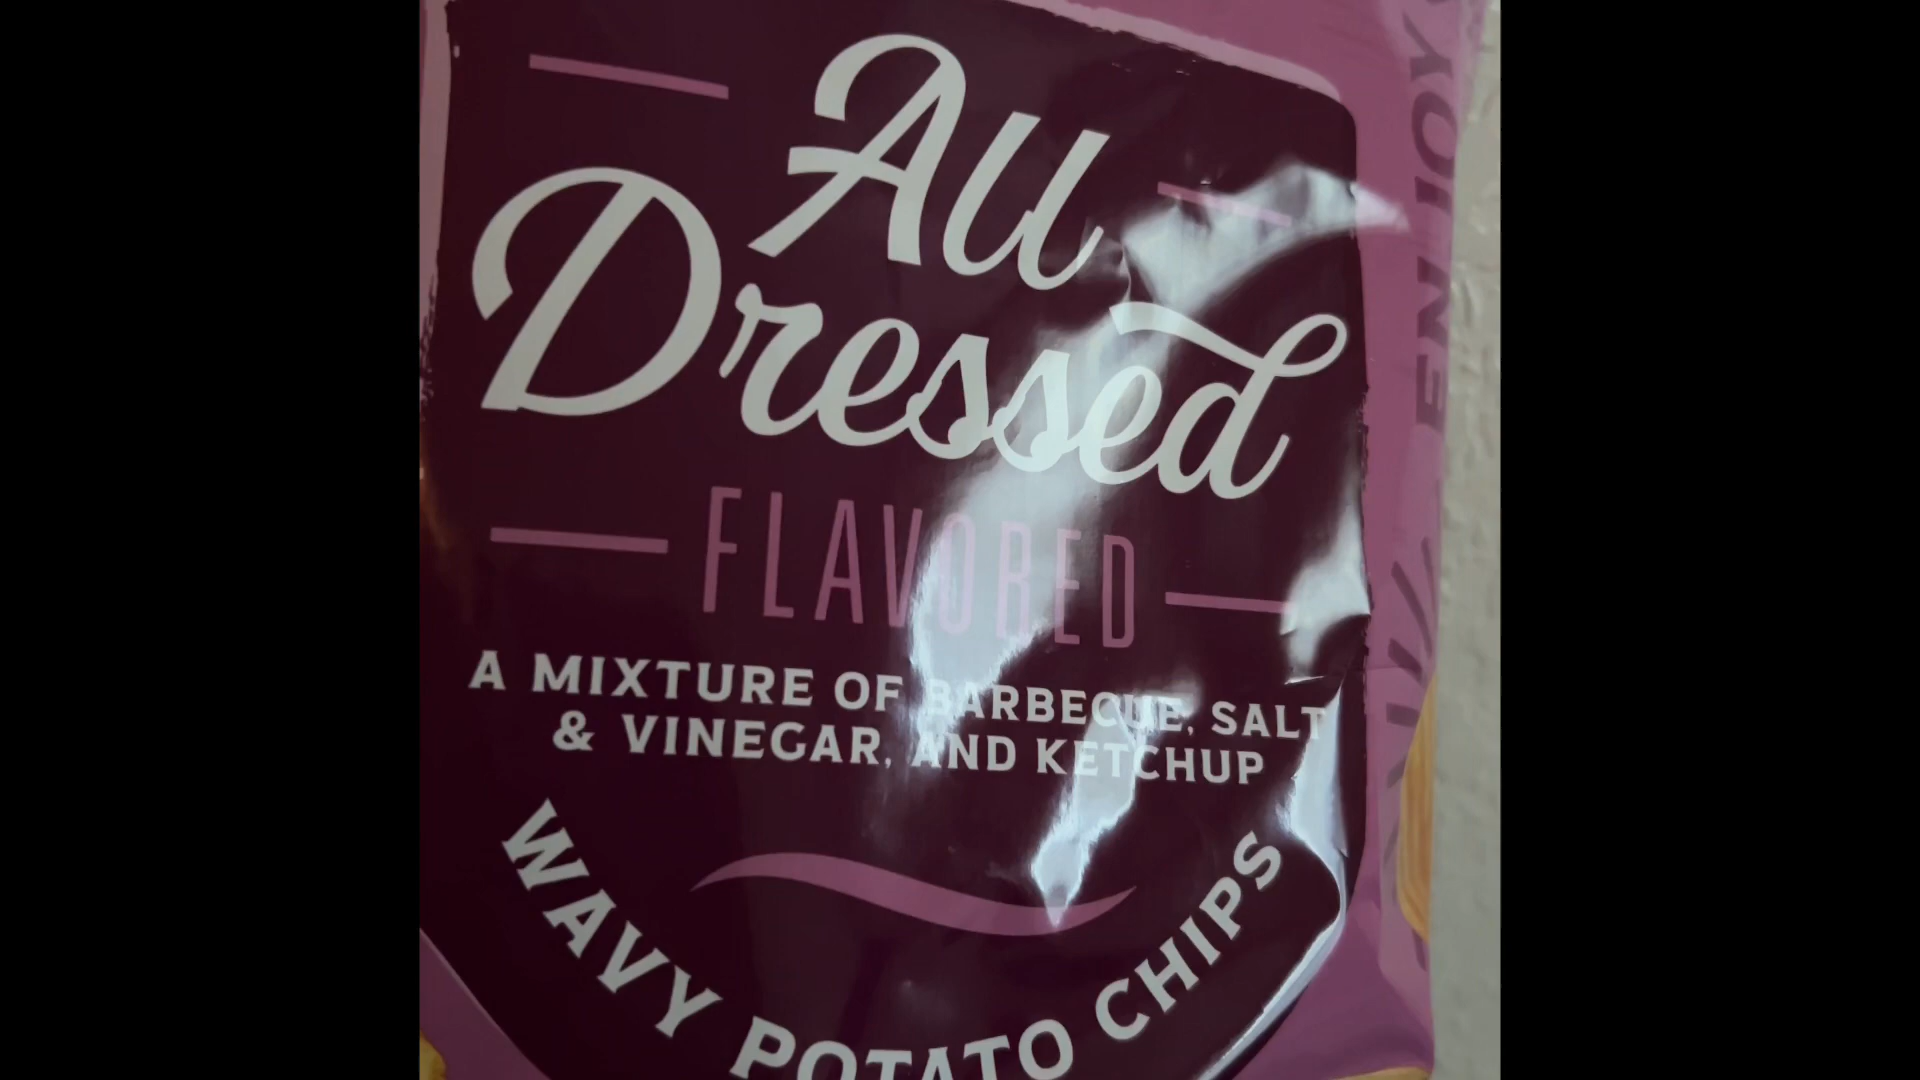 All
Dressed
FLAVORED
A MIXTURE OF BARBECUE, SALT
& VINEGAR, AND KETCHUP
WAVY POTATO CHIPS
ENJOY